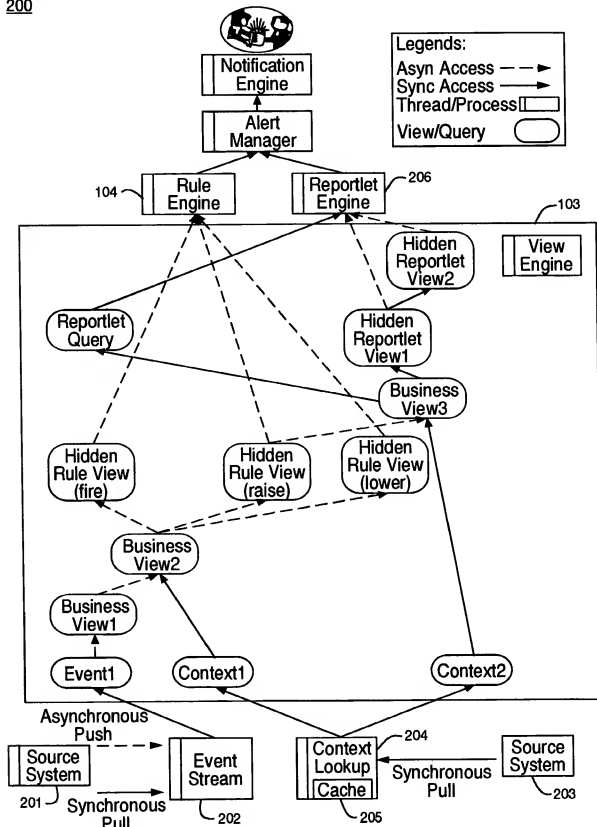 200
Notification
Engine
Alert
Manager
Legends:
Asyn Access
Sync Access
Thread/Process
View/Query
104
Rule
Engine
Reportlet
Engine
206
103
Hidden
Reportlet
View2
View
Engine
Reportlet
Query
Hidden
Reportlet
View1
Business
View3
Hidden
Rule View
(fire)
Hidden
Rule View
(raise)
Hidden
Rule View
(lower)
Business
View2
Business
View1
Event1
Context1
Context2
Asynchronous
Push
Source
System
201
Synchronous
Pull
Event
Stream
202
Context
Lookup
Cache
204
205
Synchronous
Pull
Source
System
203